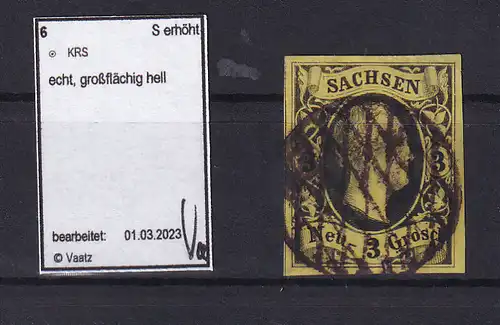 6 S erhöht
KRS
echt, großflächig hell
bearbeitet: 01.03.2023
© Vaatz
SACHSEN
3 3
Neu- 3 Grosch